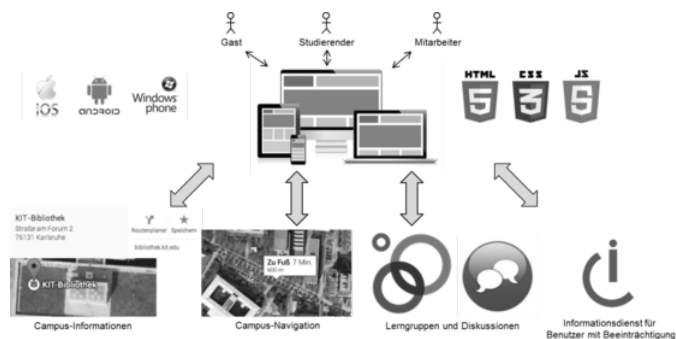 Gast
Studierender
Mitarbeiter
iOS
ANDROID
Windows
phone
HTML
CSS
JS
5
3
5
KIT-Bibliothek
Straße am Forum 2
76131 Karlsruhe
Routenplaner
Speichern
bibliothek.kit.edu
KIT-Bibliothek
Zu Fuß 7 Min.
600 m
Campus-Informationen
Campus-Navigation
Lerngruppen und Diskussionen
Informationsdienst für
Benutzer mit Beeinträchtigung